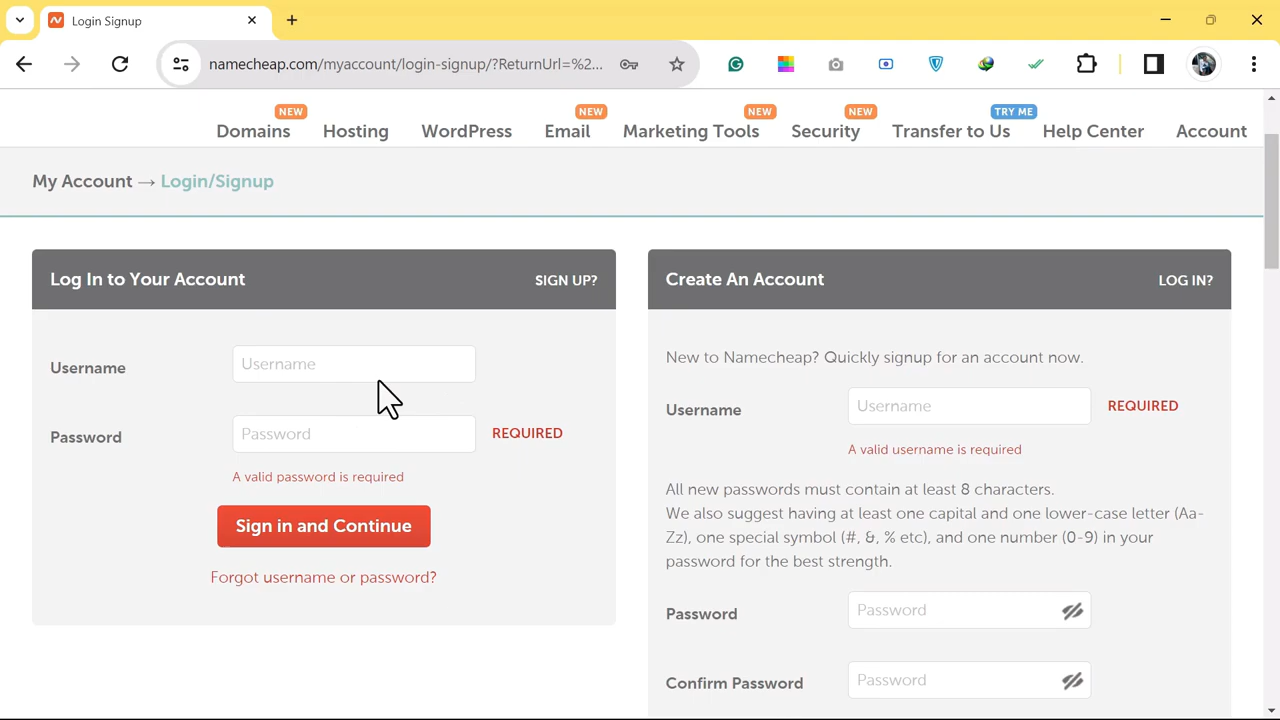 Login Signup
namecheap.com/myaccount/login-signup/?ReturnUrl=%2...
NEW
NEW
NEW
NEW
TRY ME
Domains
Hosting
WordPress
Email
Marketing Tools
Security
Transfer to Us
Help Center
Account
My Account → Login/Signup
Log In to Your Account
SIGN UP?
Username
Username
Password
Password
REQUIRED
A valid password is required
Sign in and Continue
Forgot username or password?
Create An Account
LOG IN?
New to Namecheap? Quickly signup for an account now.
Username
Username
REQUIRED
A valid username is required
All new passwords must contain at least 8 characters.
We also suggest having at least one capital and one lower-case letter (Aa-
Zz), one special symbol (#, &, % etc), and one number (0-9) in your
password for the best strength.
Password
Password
Confirm Password
Password